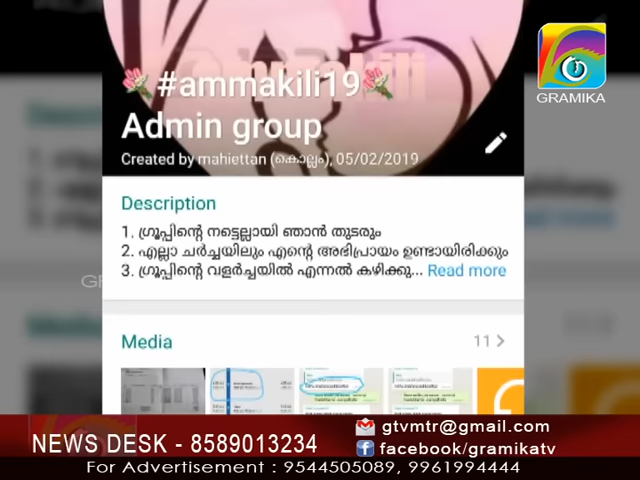 GRAMIKA
#ammakili19
Admin group
Created by mahiettan (കൊല്ലം), 05/02/2019
Description
1. ഗ്രൂപ്പിന്റെ നട്ടെല്ലായി ഞാൻ തുടരും
2. എല്ലാ ചർച്ചയിലും എന്റെ അഭിപ്രായം ഉണ്ടായിരിക്കും
3. ഗ്രൂപ്പിന്റെ വളർച്ചയിൽ എന്നൽ കഴിക്കു... Read more
Media
11
NEWS DESK - 8589013234
gtvmtr@gmail.com
facebook/gramikatv
For Advertisement : 9544505089, 9961994444